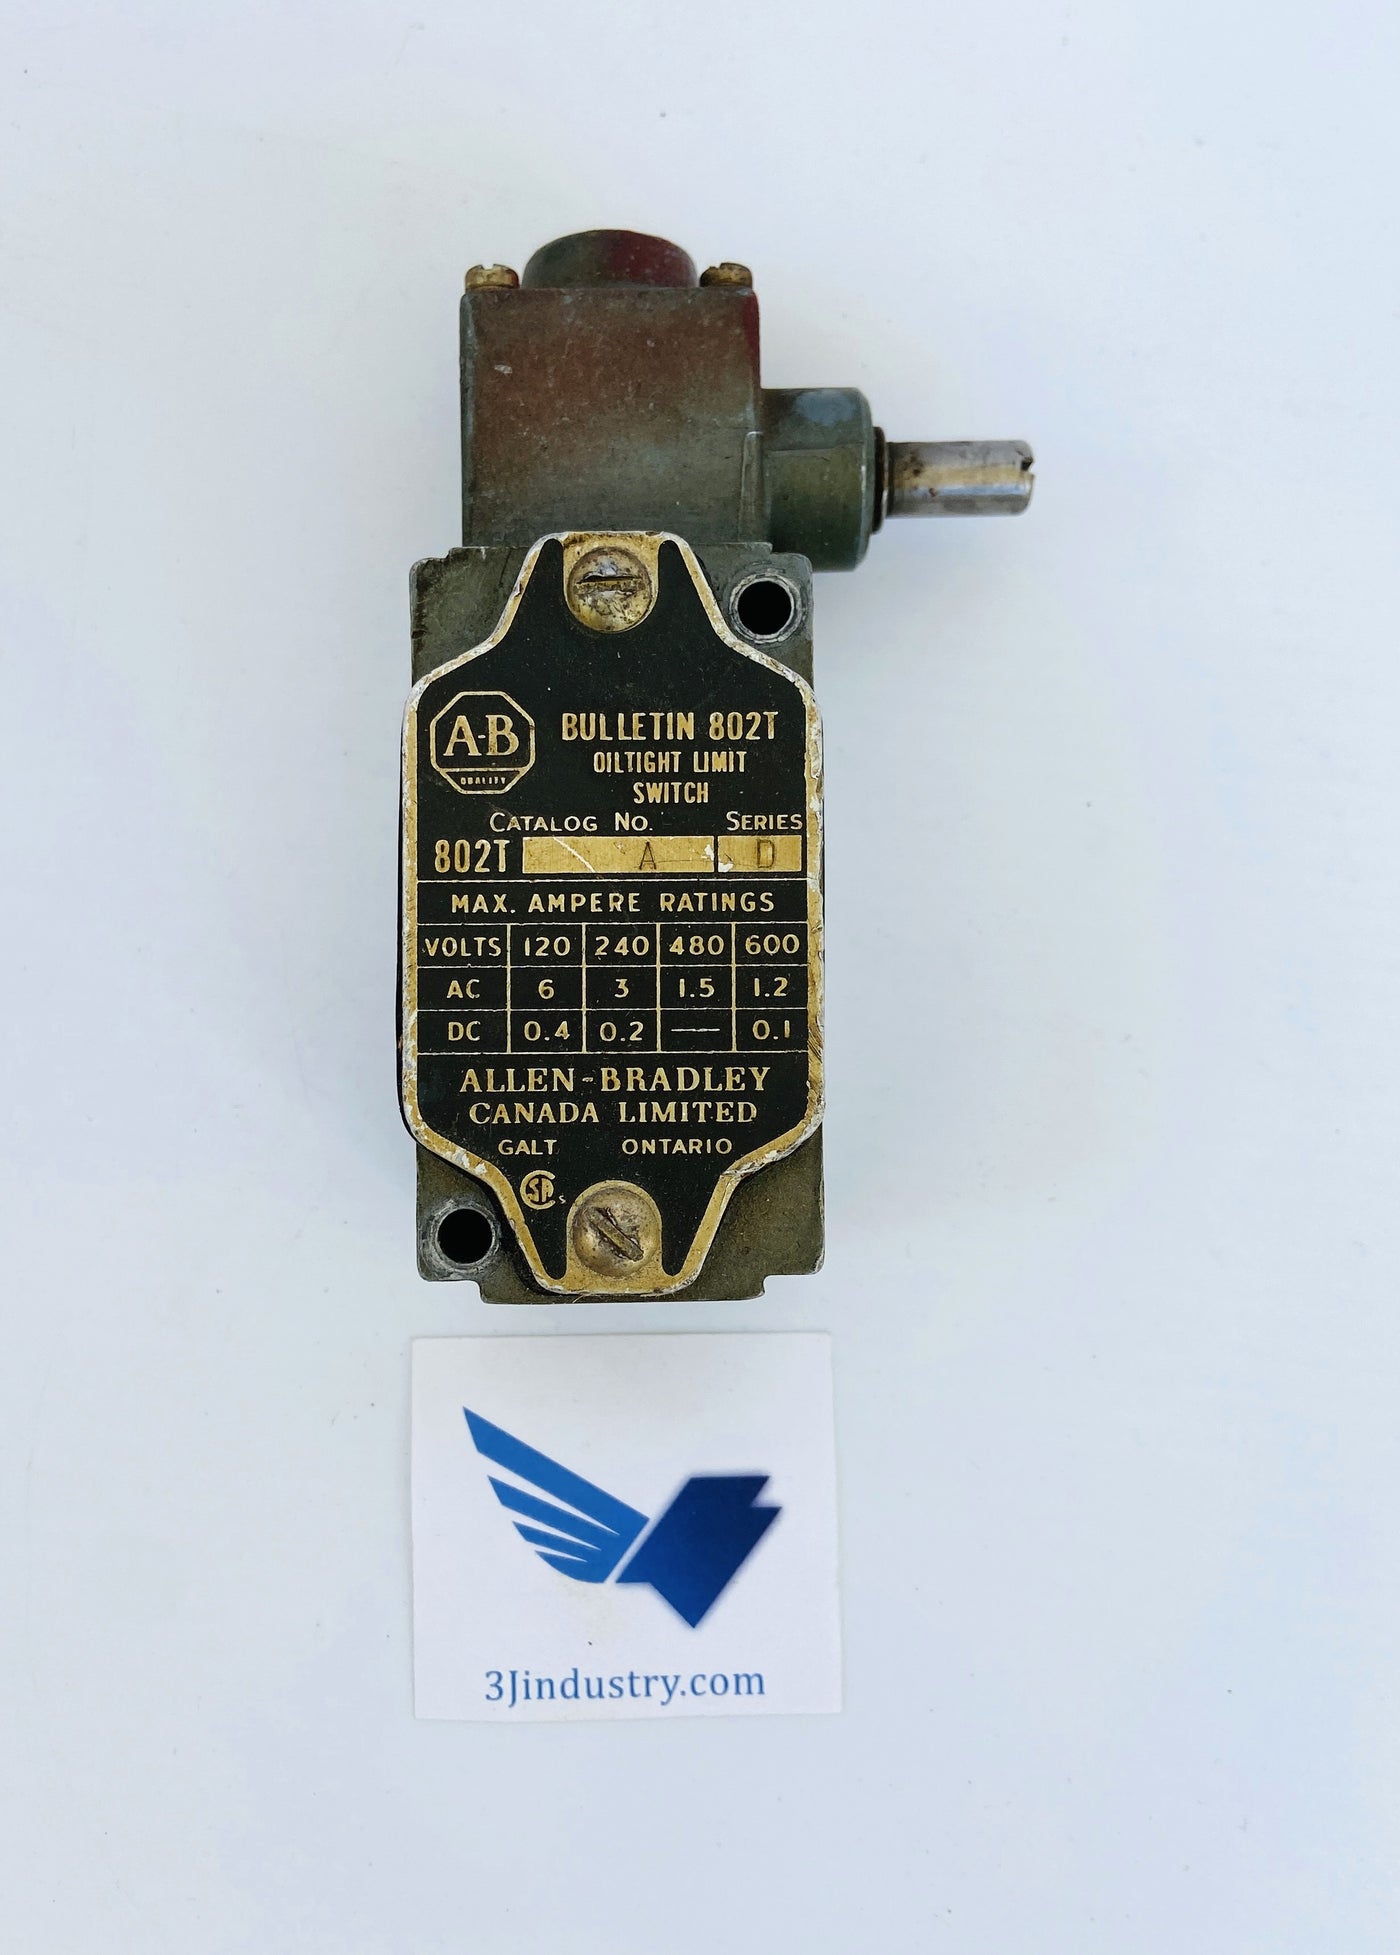 A-B
QUALITY
BULLETIN 802T
OILTIGHT LIMIT
SWITCH
CATALOG No. SERIES
802T A D
MAX. AMPERE RATINGS
VOLTS 120 240 480 600
AC 6 3 1.5 1.2
DC 0.4 0.2 — 0.1
ALLEN-BRADLEY
CANADA LIMITED
GALT ONTARIO
SA s
3Jindustry.com